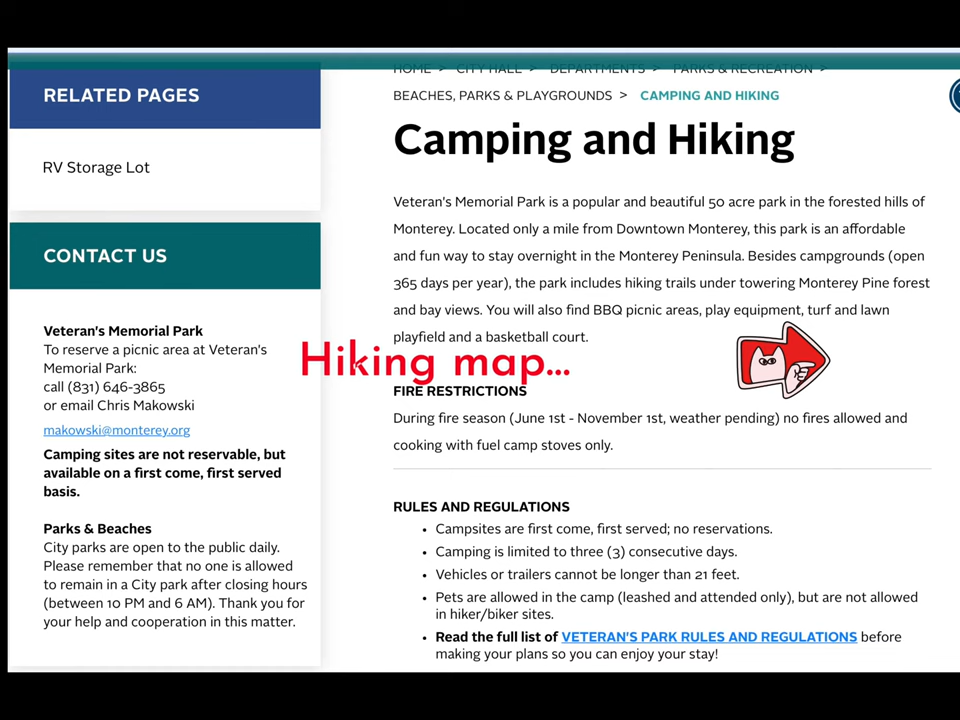 HOME > CITY HALL > DEPARTMENTS > PARKS & RECREATION >
BEACHES, PARKS & PLAYGROUNDS > CAMPING AND HIKING
RELATED PAGES
RV Storage Lot
CONTACT US
Veteran's Memorial Park
To reserve a picnic area at Veteran's
Memorial Park:
call (831) 646-3865
or email Chris Makowski
makowski@monterey.org
Camping sites are not reservable, but
available on a first come, first served
basis.
Parks & Beaches
City parks are open to the public daily.
Please remember that no one is allowed
to remain in a City park after closing hours
(between 10 PM and 6 AM). Thank you for
your help and cooperation in this matter.
Camping and Hiking
Veteran's Memorial Park is a popular and beautiful 50 acre park in the forested hills of
Monterey. Located only a mile from Downtown Monterey, this park is an affordable
and fun way to stay overnight in the Monterey Peninsula. Besides campgrounds (open
365 days per year), the park includes hiking trails under towering Monterey Pine forest
and bay views. You will also find BBQ picnic areas, play equipment, turf and lawn
playfield and a basketball court.
Hiking map...
FIRE RESTRICTIONS
During fire season (June 1st - November 1st, weather pending) no fires allowed and
cooking with fuel camp stoves only.
RULES AND REGULATIONS
• Campsites are first come, first served; no reservations.
• Camping is limited to three (3) consecutive days.
• Vehicles or trailers cannot be longer than 21 feet.
• Pets are allowed in the camp (leashed and attended only), but are not allowed
in hiker/biker sites.
• Read the full list of VETERAN'S PARK RULES AND REGULATIONS before
making your plans so you can enjoy your stay!